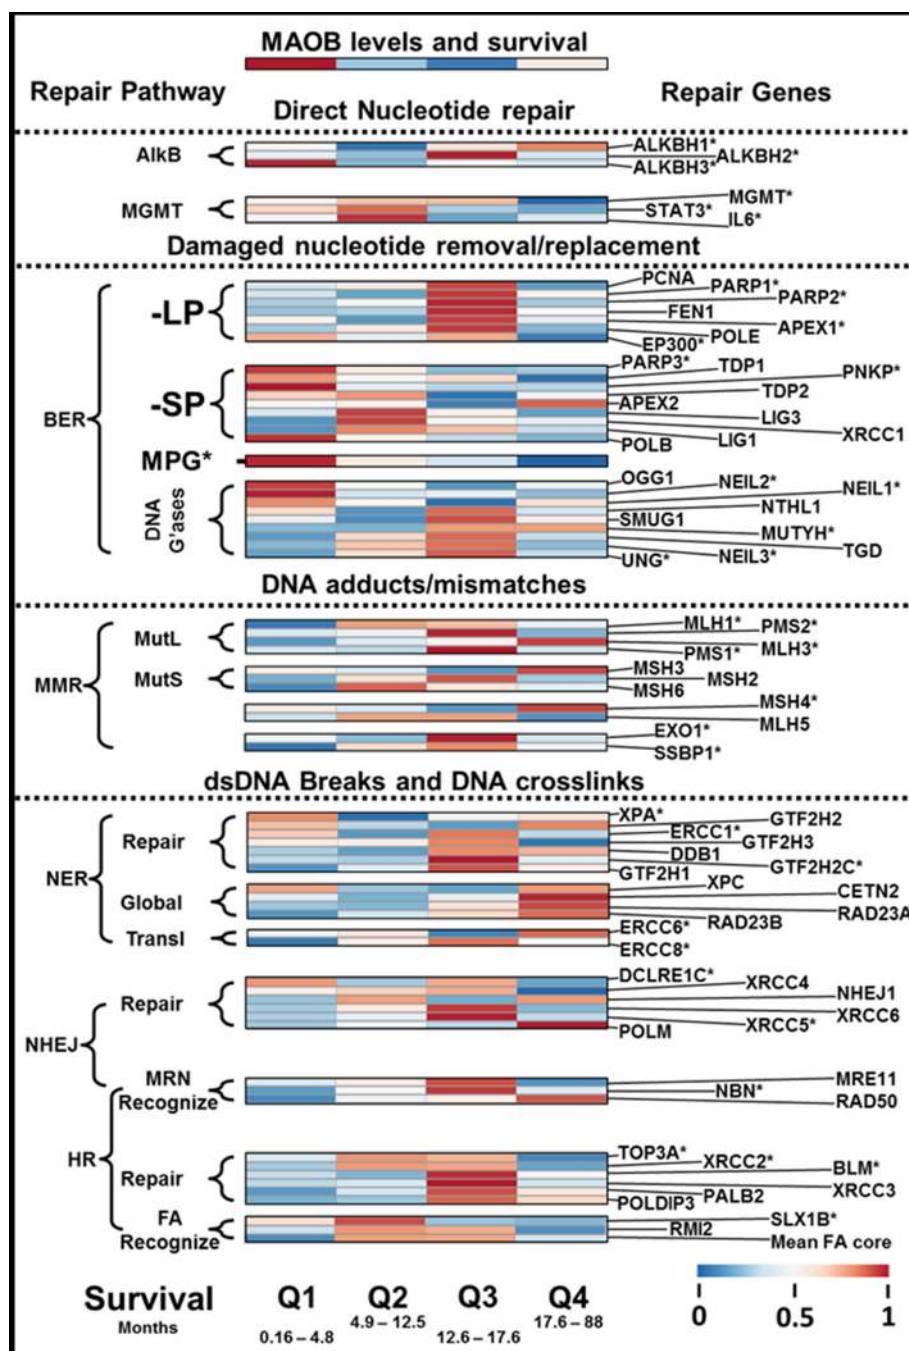 MAOB levels and survival
Repair Pathway
Repair Genes
Direct Nucleotide repair
AlkB
ALKBH1*
ALKBH2*
ALKBH3*
MGMT
MGMT*
STAT3*
IL6*
Damaged nucleotide removal/replacement
BER
-LP
PCNA
PARP1*
PARP2*
FEN1
APEX1*
POLE
EP300*
-SP
PARP3*
TDP1
PNKP*
TDP2
APEX2
LIG3
XRCC1
POLB
LIG1
MPG*
DNA
G'ases
OGG1
NEIL2*
NEIL1*
NTHL1
SMUG1
MUTYH*
TGD
UNG*
NEIL3*
DNA adducts/mismatches
MMR
MutL
MLH1*
PMS2*
MLH3*
PMS1*
MutS
MSH3
MSH2
MSH6
MSH4*
MLH5
EXO1*
SSBP1*
dsDNA Breaks and DNA crosslinks
NER
Repair
XPA*
GTF2H2
ERCC1*
GTF2H3
DDB1
GTF2H2C*
GTF2H1
Global
XPC
CETN2
RAD23A
RAD23B
Transl
ERCC6*
ERCC8*
NHEJ
Repair
DCLRE1C*
XRCC4
NHEJ1
XRCC6
XRCC5*
POLM
MRN
Recognize
MRE11
NBN*
RAD50
HR
Repair
TOP3A*
XRCC2*
BLM*
XRCC3
PALB2
POLDIP3
FA
Recognize
SLX1B*
RMI2
Mean FA core
Survival
Months
Q1 Q2 Q3 Q4
0.16 – 4.8
4.9 – 12.5
12.6 – 17.6
17.6 – 88
0 0.5 1